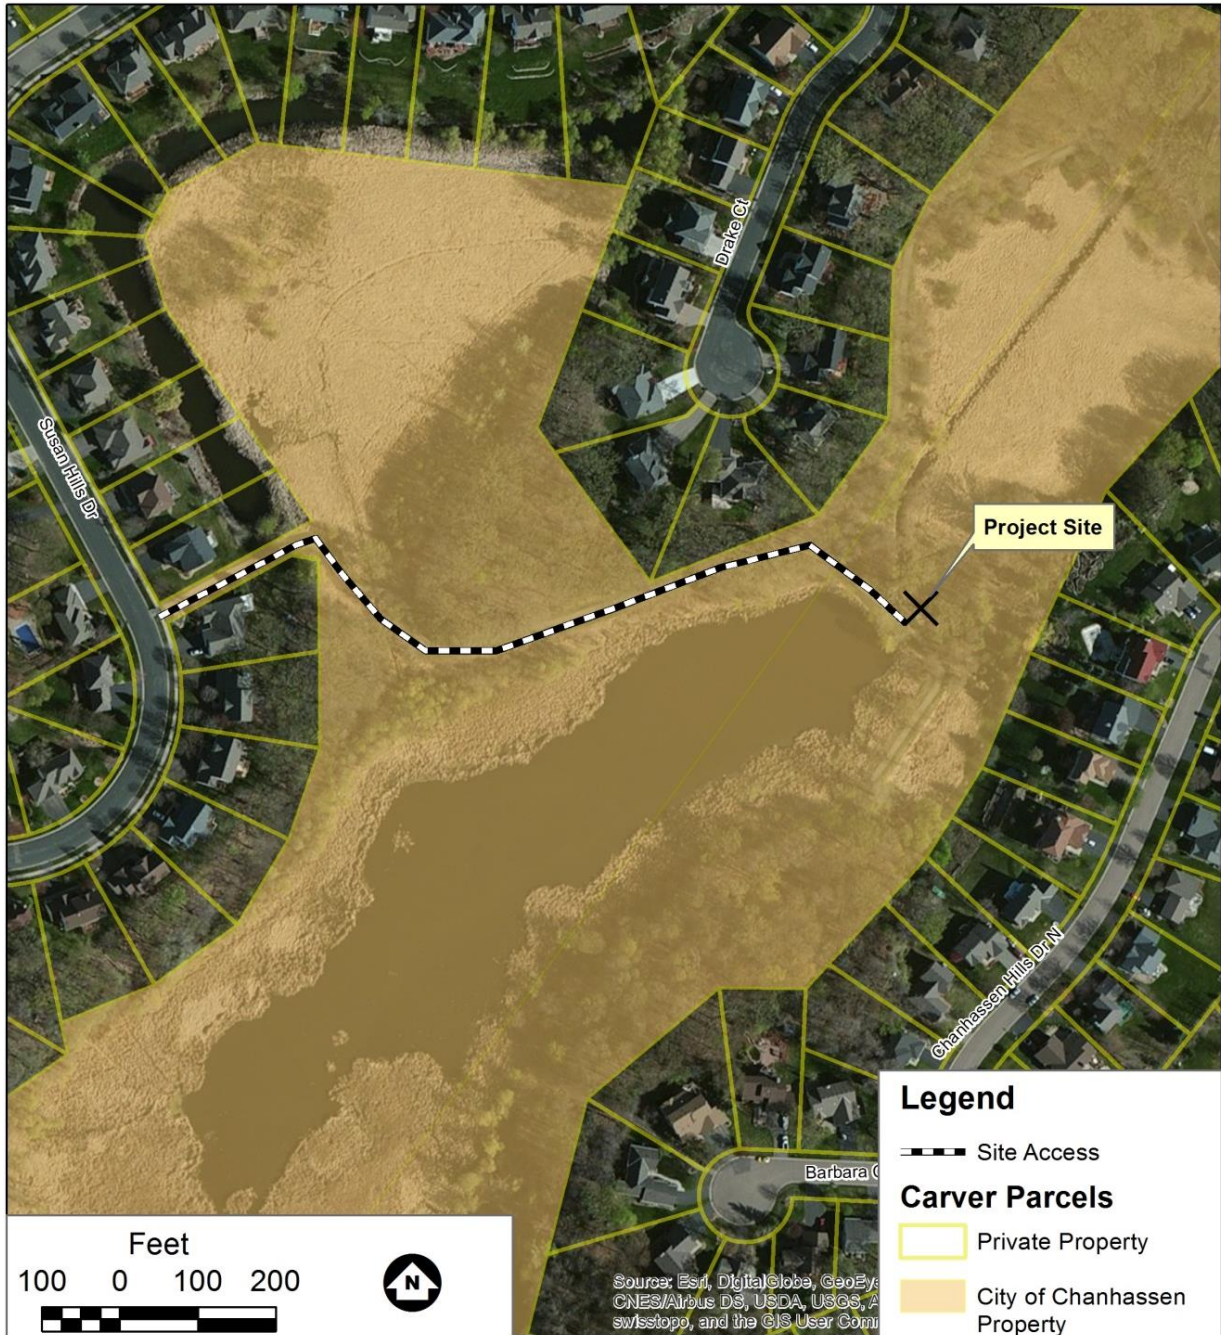 Drake Ct
Susan Hills Dr
Project Site
Chanhassen Hills Dr N
Barbara C
Legend
Site Access
Carver Parcels
Private Property
City of Chanhassen
Property
Feet
100 0 100 200
N
Source: Esri, DigitalGlobe, GeoEye
CNES/Airbus DS, USDA, USGS, A
swisstopo, and the GIS User Comm